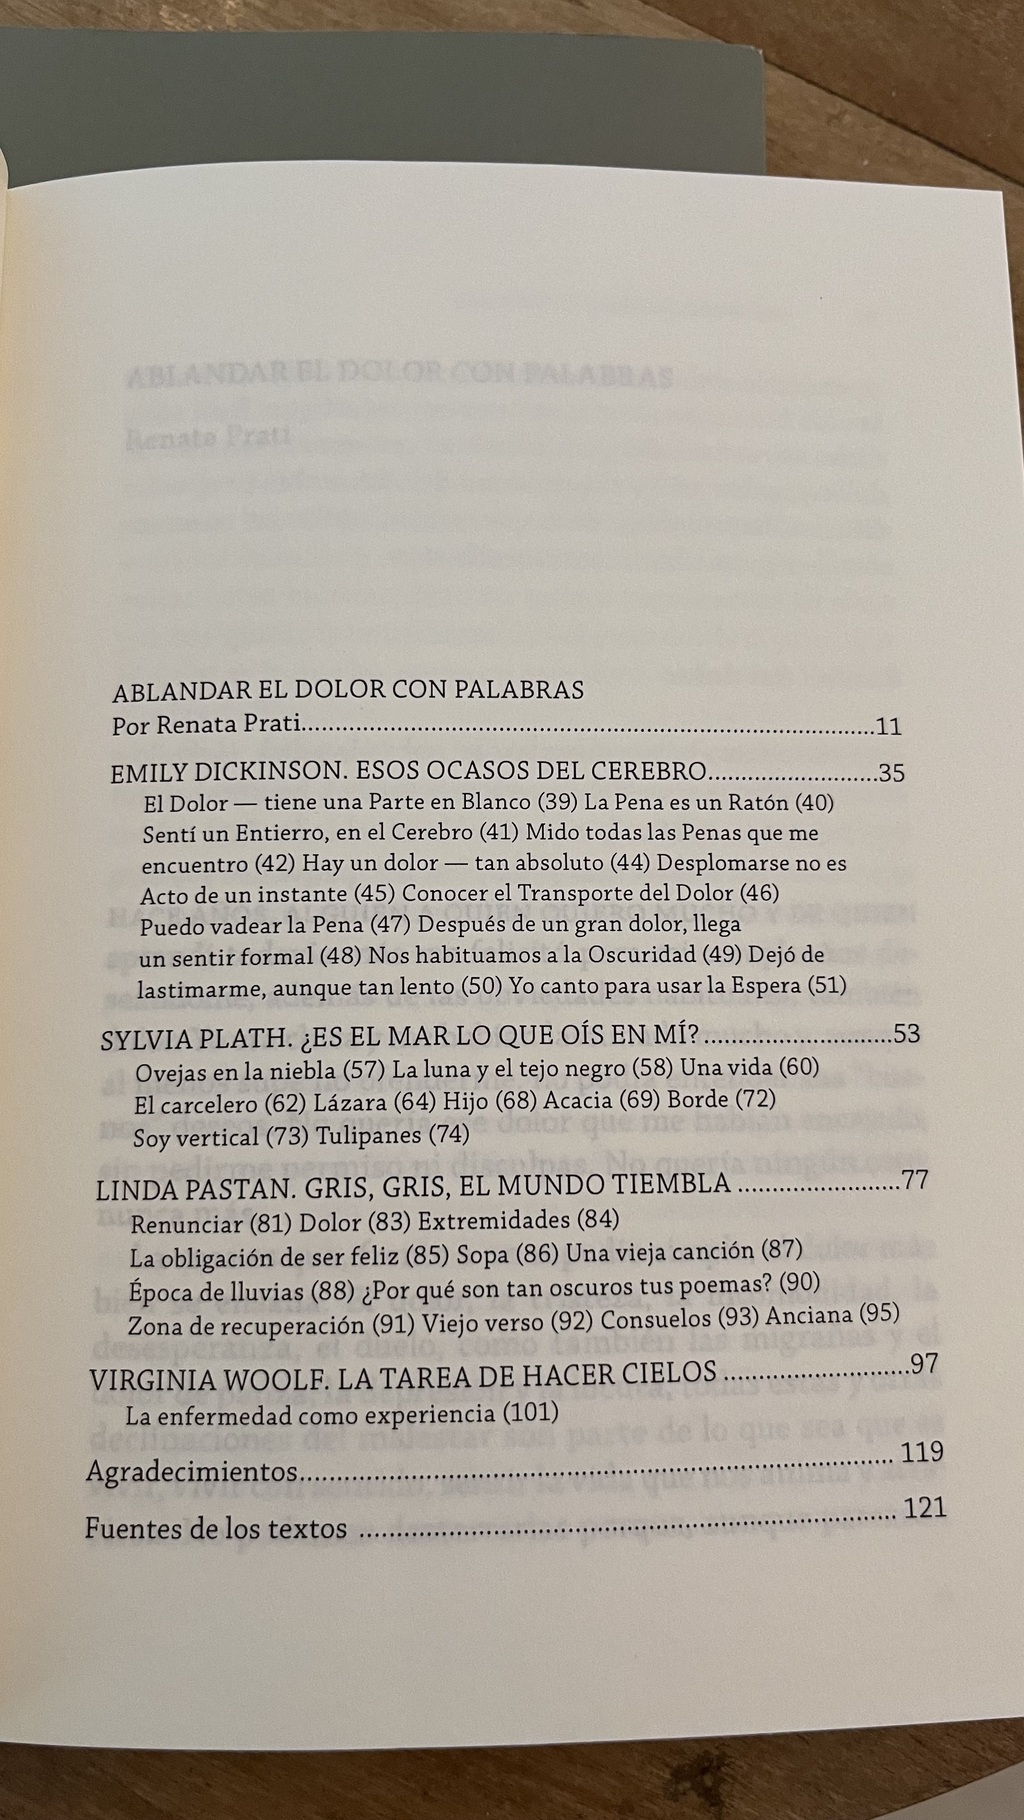 ABLANDAR EL DOLOR CON PALABRAS
Renata Prati
ABLANDAR EL DOLOR CON PALABRAS
Por Renata Prati.....................................................................................11
EMILY DICKINSON. ESOS OCASOS DEL CEREBRO.........................35
El Dolor — tiene una Parte en Blanco (39) La Pena es un Ratón (40)
Sentí un Entierro, en el Cerebro (41) Mido todas las Penas que me
encuentro (42) Hay un dolor — tan absoluto (44) Desplomarse no es
Acto de un instante (45) Conocer el Transporte del Dolor (46)
Puedo vadear la Pena (47) Después de un gran dolor, llega
un sentir formal (48) Nos habituamos a la Oscuridad (49) Dejó de
lastimarme, aunque tan lento (50) Yo canto para usar la Espera (51)
SYLVIA PLATH. ¿ES EL MAR LO QUE OÍS EN MÍ?...........................53
Ovejas en la niebla (57) La luna y el tejo negro (58) Una vida (60)
El carcelero (62) Lázara (64) Hijo (68) Acacia (69) Borde (72)
Soy vertical (73) Tulipanes (74)
LINDA PASTAN. GRIS, GRIS, EL MUNDO TIEMBLA .......................77
Renunciar (81) Dolor (83) Extremidades (84)
La obligación de ser feliz (85) Sopa (86) Una vieja canción (87)
Época de lluvias (88) ¿Por qué son tan oscuros tus poemas? (90)
Zona de recuperación (91) Viejo verso (92) Consuelos (93) Anciana (95)
VIRGINIA WOOLF. LA TAREA DE HACER CIELOS ..........................97
La enfermedad como experiencia (101)
Agradecimientos.................................................................................... 119
Fuentes de los textos ............................................................................ 121